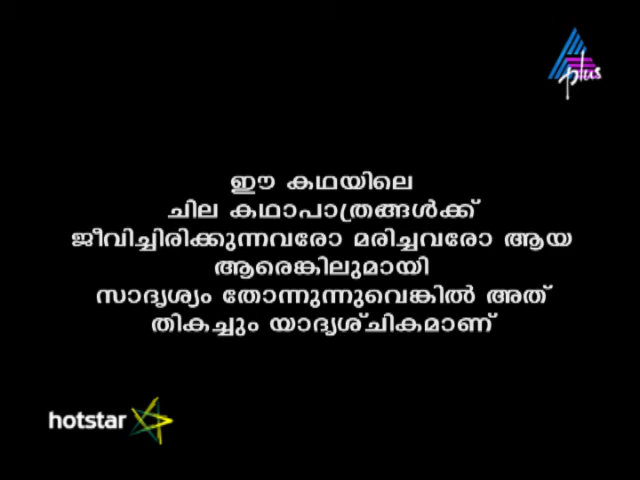 plus
ഈ കഥയിലെ
ചില കഥാപാത്രങ്ങൾക്ക്
ജീവിച്ചിരിക്കുന്നവരോ മരിച്ചവരോ ആയ
ആരെങ്കിലുമായി
സാദൃശ്യം തോന്നുന്നുവെങ്കിൽ അത്
തികച്ചും യാദൃശ്ചികമാണ്
hotstar